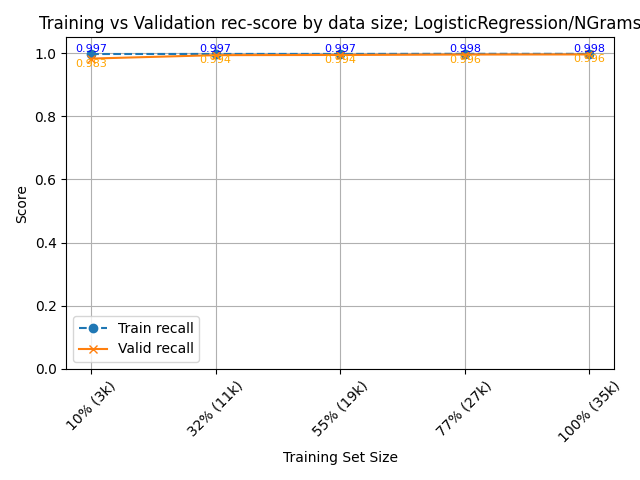 Training vs Validation rec-score by data size; LogisticRegression/NGrams
0.997 0.997 0.997 0.998 0.998
0.983 0.994 0.994 0.996 0.996
1.0
0.8
0.6
0.4
0.2
0.0
Score
Train recall
Valid recall
10% (3k) 32% (11k) 55% (19k) 77% (27k) 100% (35k)
Training Set Size